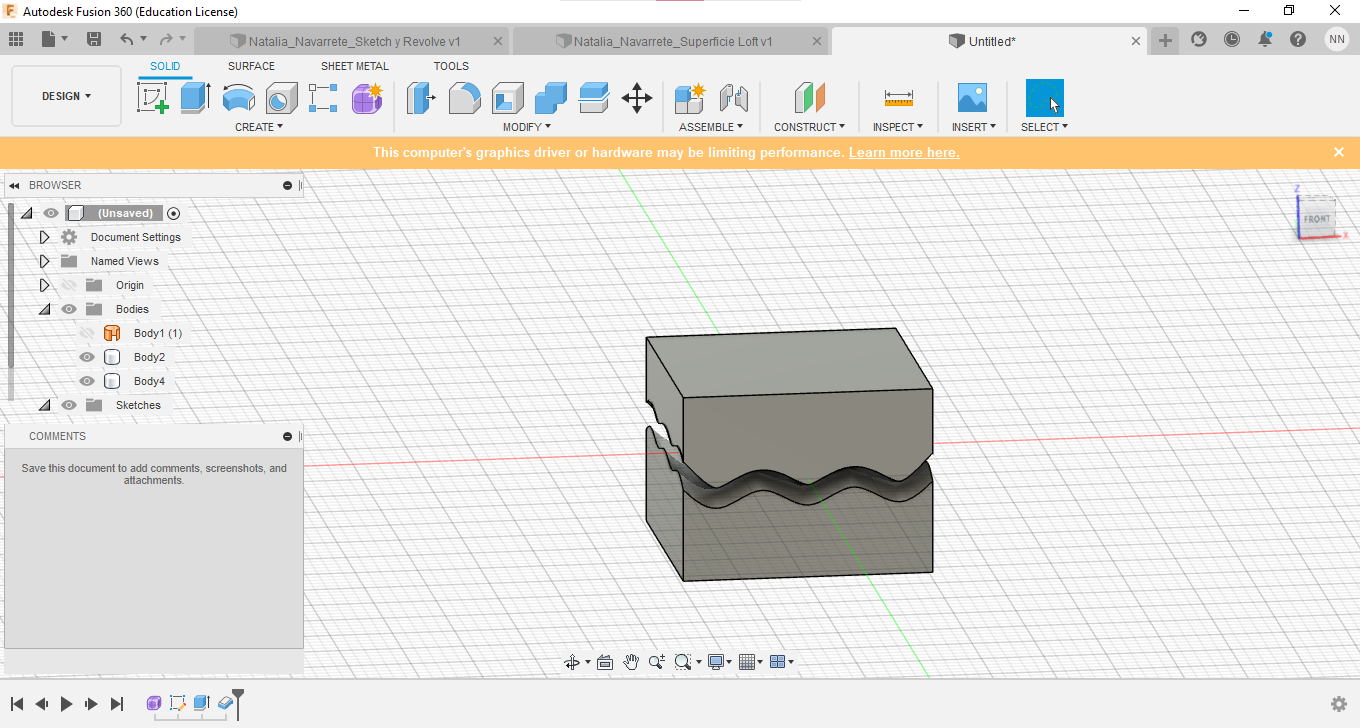 Autodesk Fusion 360 (Education License)
Natalia_Navarrete_Sketch y Revolve v1
Natalia_Navarrete_Superficie Loft v1
Untitled*
NN
SOLID SURFACE SHEET METAL TOOLS
DESIGN
CREATE MODIFY ASSEMBLE CONSTRUCT INSPECT INSERT SELECT
This computer's graphics driver or hardware may be limiting performance. Learn more here.
BROWSER
(Unsaved)
Document Settings
Named Views
Origin
Bodies
Body1 (1)
Body2
Body4
Sketches
Z
FRONT
X
COMMENTS
Save this document to add comments, screenshots, and
attachments.